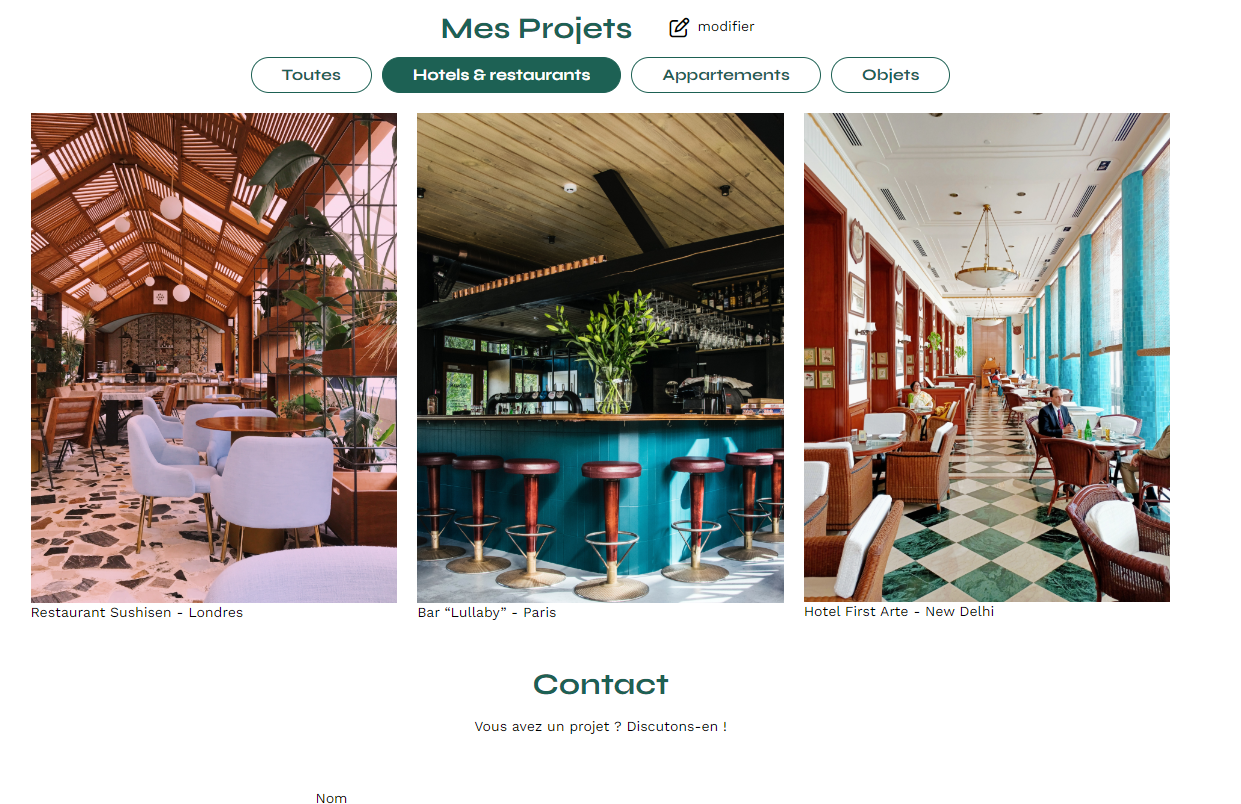 Mes Projets
modifier
Toutes
Hotels & restaurants
Appartements
Objets
Restaurant Sushisen - Londres
Bar “Lullaby” - Paris
Hotel First Arte - New Delhi
Contact
Vous avez un projet ? Discutons-en !
Nom